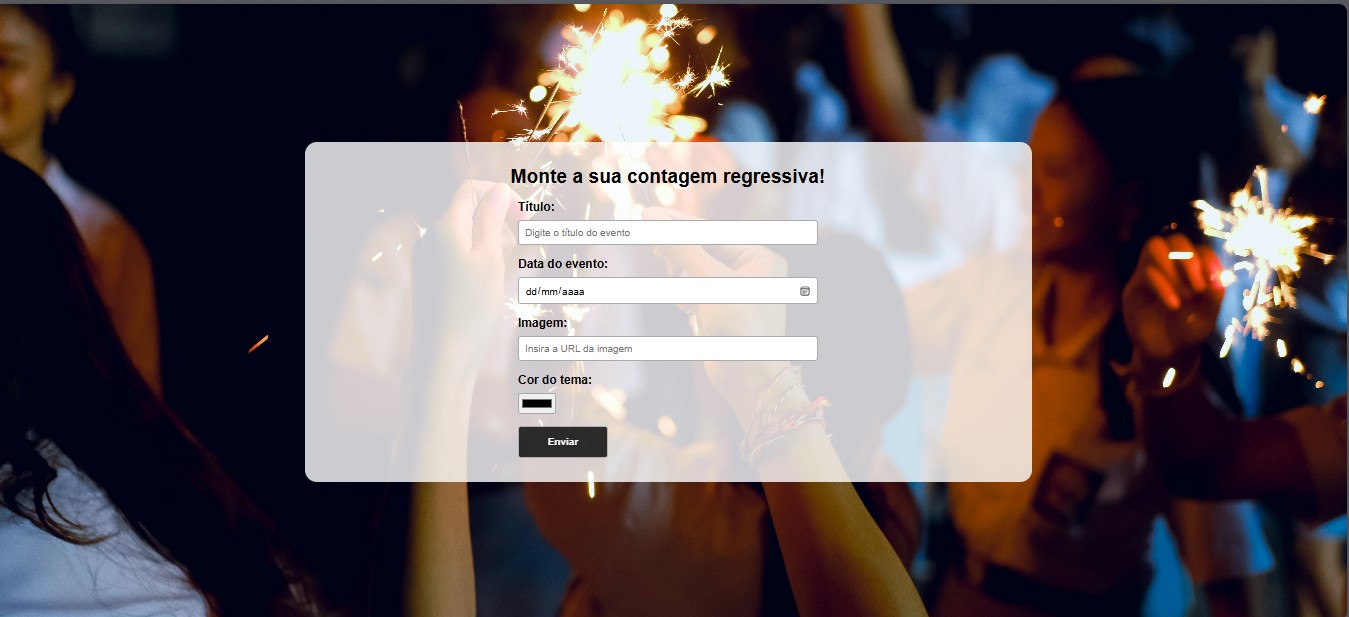 Monte a sua contagem regressiva!
Título:
Digite o título do evento
Data do evento:
dd/mm/aaaa
Imagem:
Insira a URL da imagem
Cor do tema:
Enviar